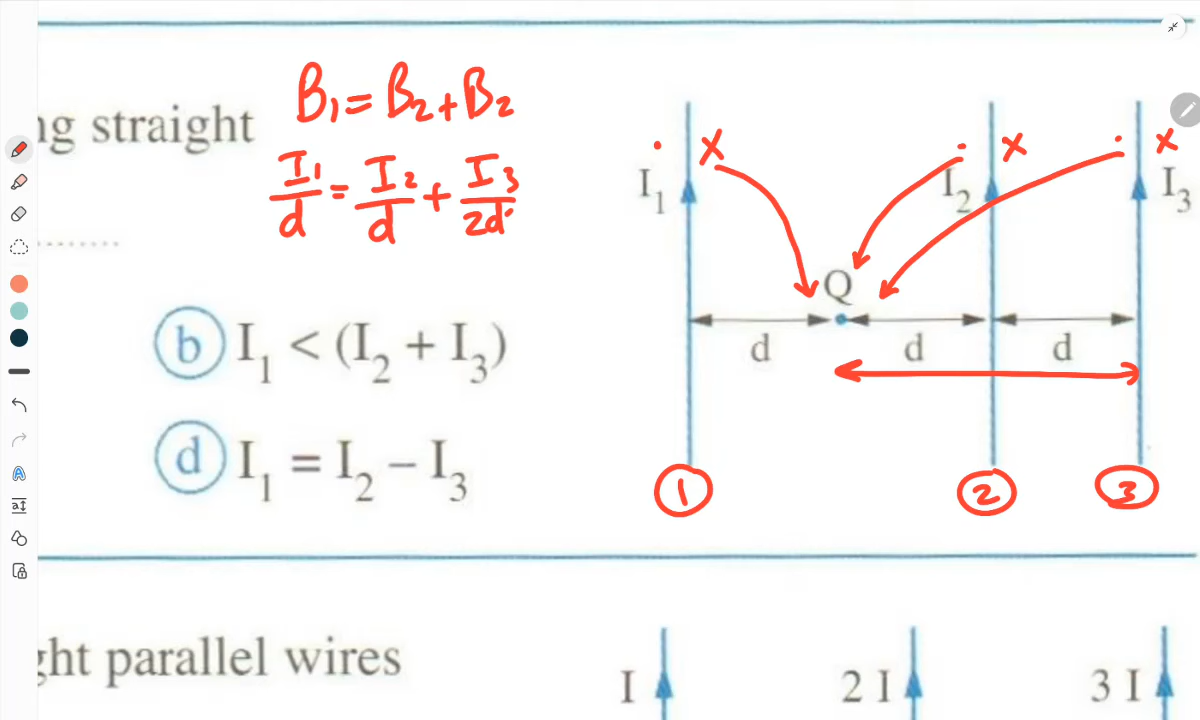 ng straight
B₁ = B₂ + B₂
I₁/d = I₂/d + I₃/2d
. x . x . x
I₁ I₂ I₃
....................
Q
d d d
ⓑ I₁ < (I₂ + I₃)
ⓓ I₁ = I₂ − I₃
① ② ③
ght parallel wires
I 2 I 3 I